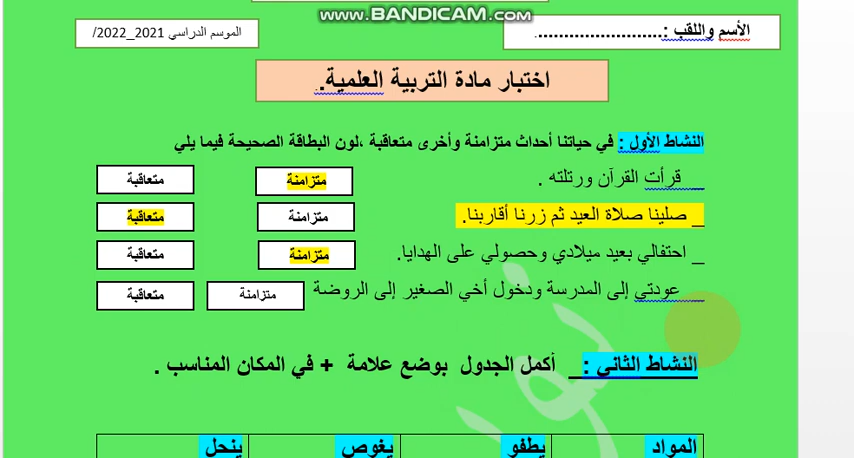 WWW.BANDICAM.COM
الأسم واللقب :........................
الموسم الدراسي 2021_2022/
اختبار مادة التربية العلمية.
النشاط الأول : في حياتنا أحداث متزامنة وأخرى متعاقبة ،لون البطاقة الصحيحة فيما يلي
_ قرأت القرآن ورتلته . متزامنة متعاقبة
_ صلينا صلاة العيد ثم زرنا أقاربنا. متزامنة متعاقبة
_ احتفالي بعيد ميلادي وحصولي على الهدايا. متزامنة متعاقبة
_ عودتي إلى المدرسة ودخول أخي الصغير إلى الروضة متزامنة متعاقبة
النشاط الثاني : أكمل الجدول بوضع علامة + في المكان المناسب .
المواد يطفو يغوص ينحل